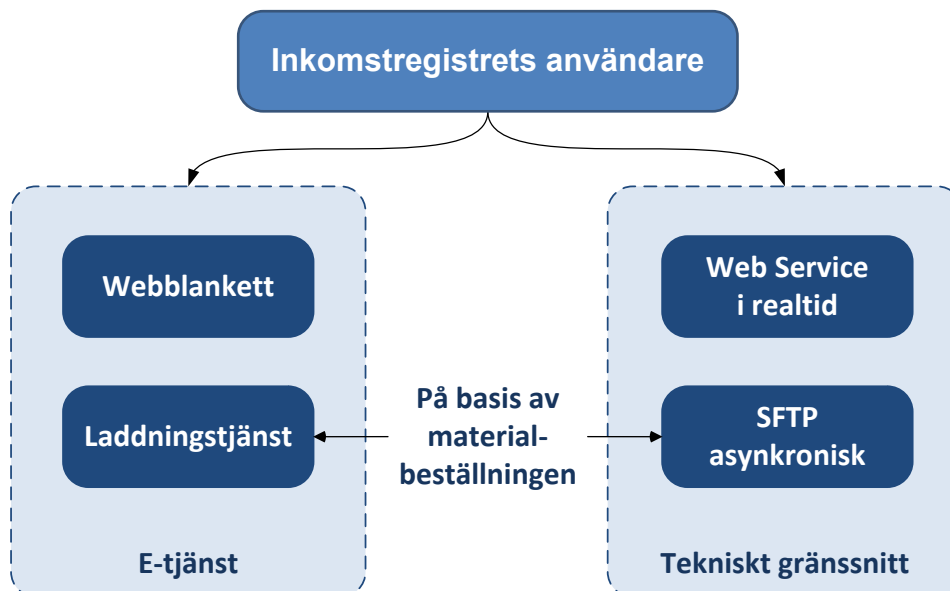 Inkomstregistrets användare
Webblankett
Laddningstjänst
E-tjänst
På basis av
material-
beställningen
Web Service
i realtid
SFTP
asynkronisk
Tekniskt gränssnitt